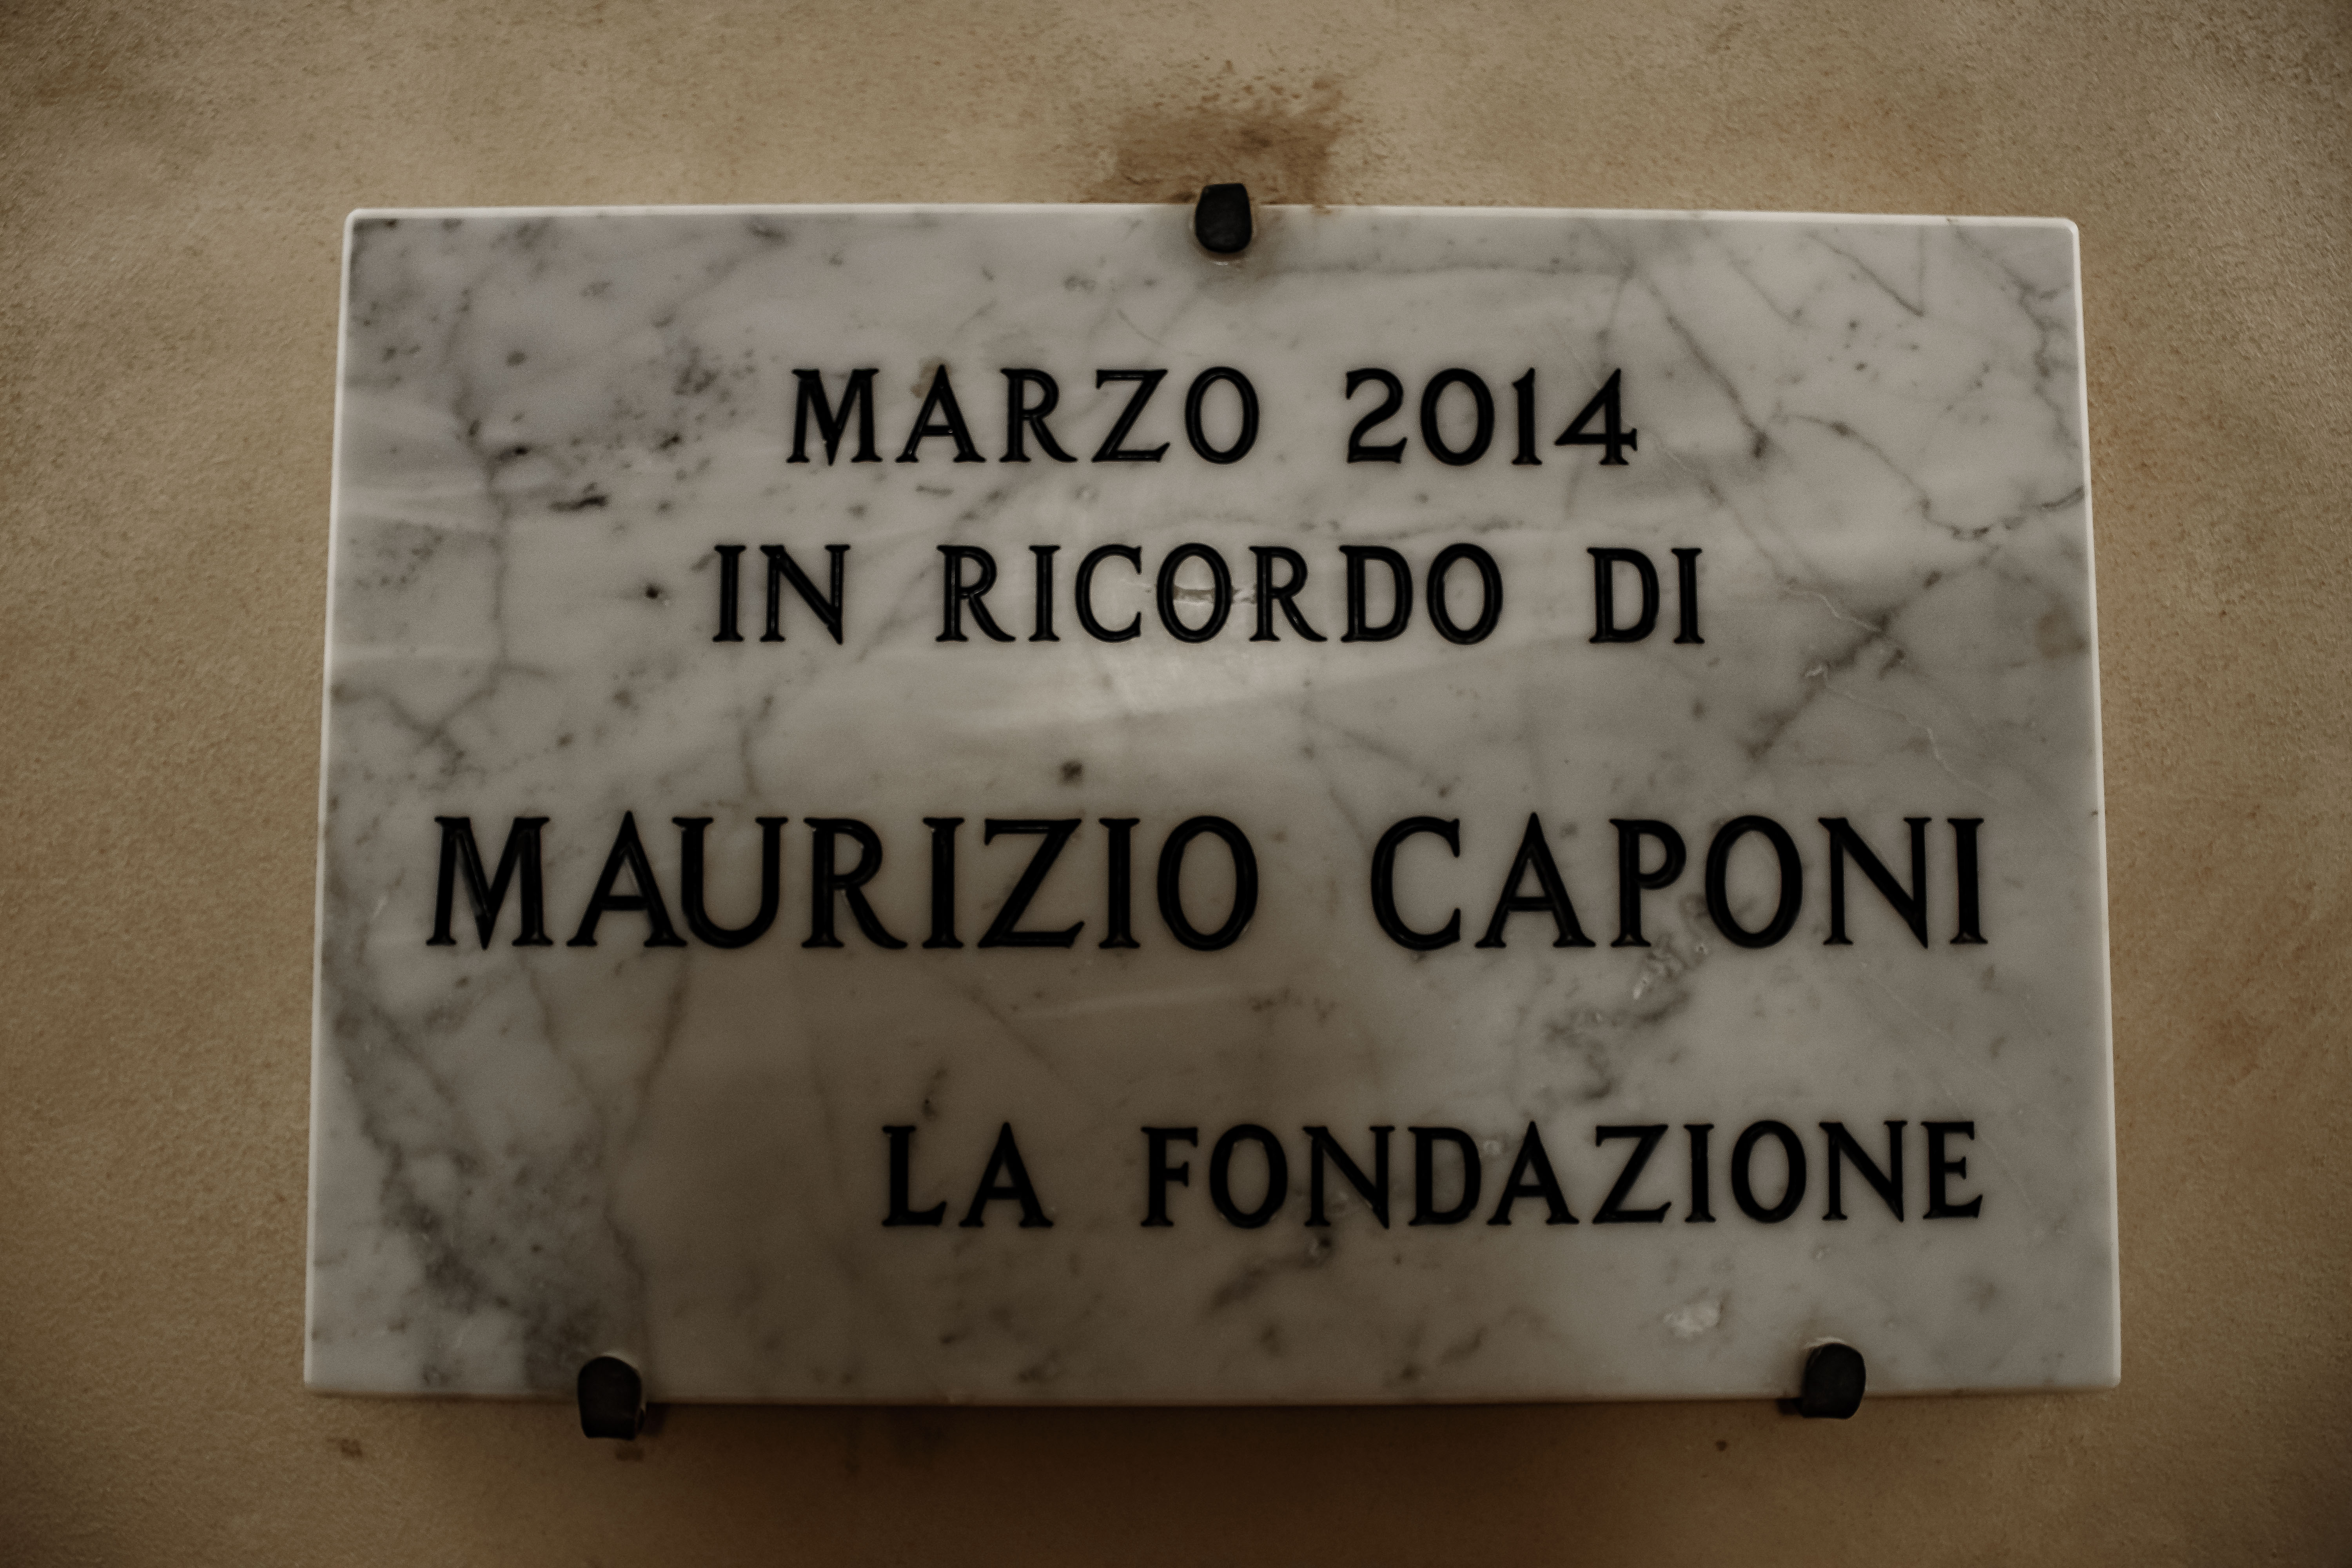 MARZO 2014
IN RICORDO DI
MAURIZIO CAPONI
LA FONDAZIONE